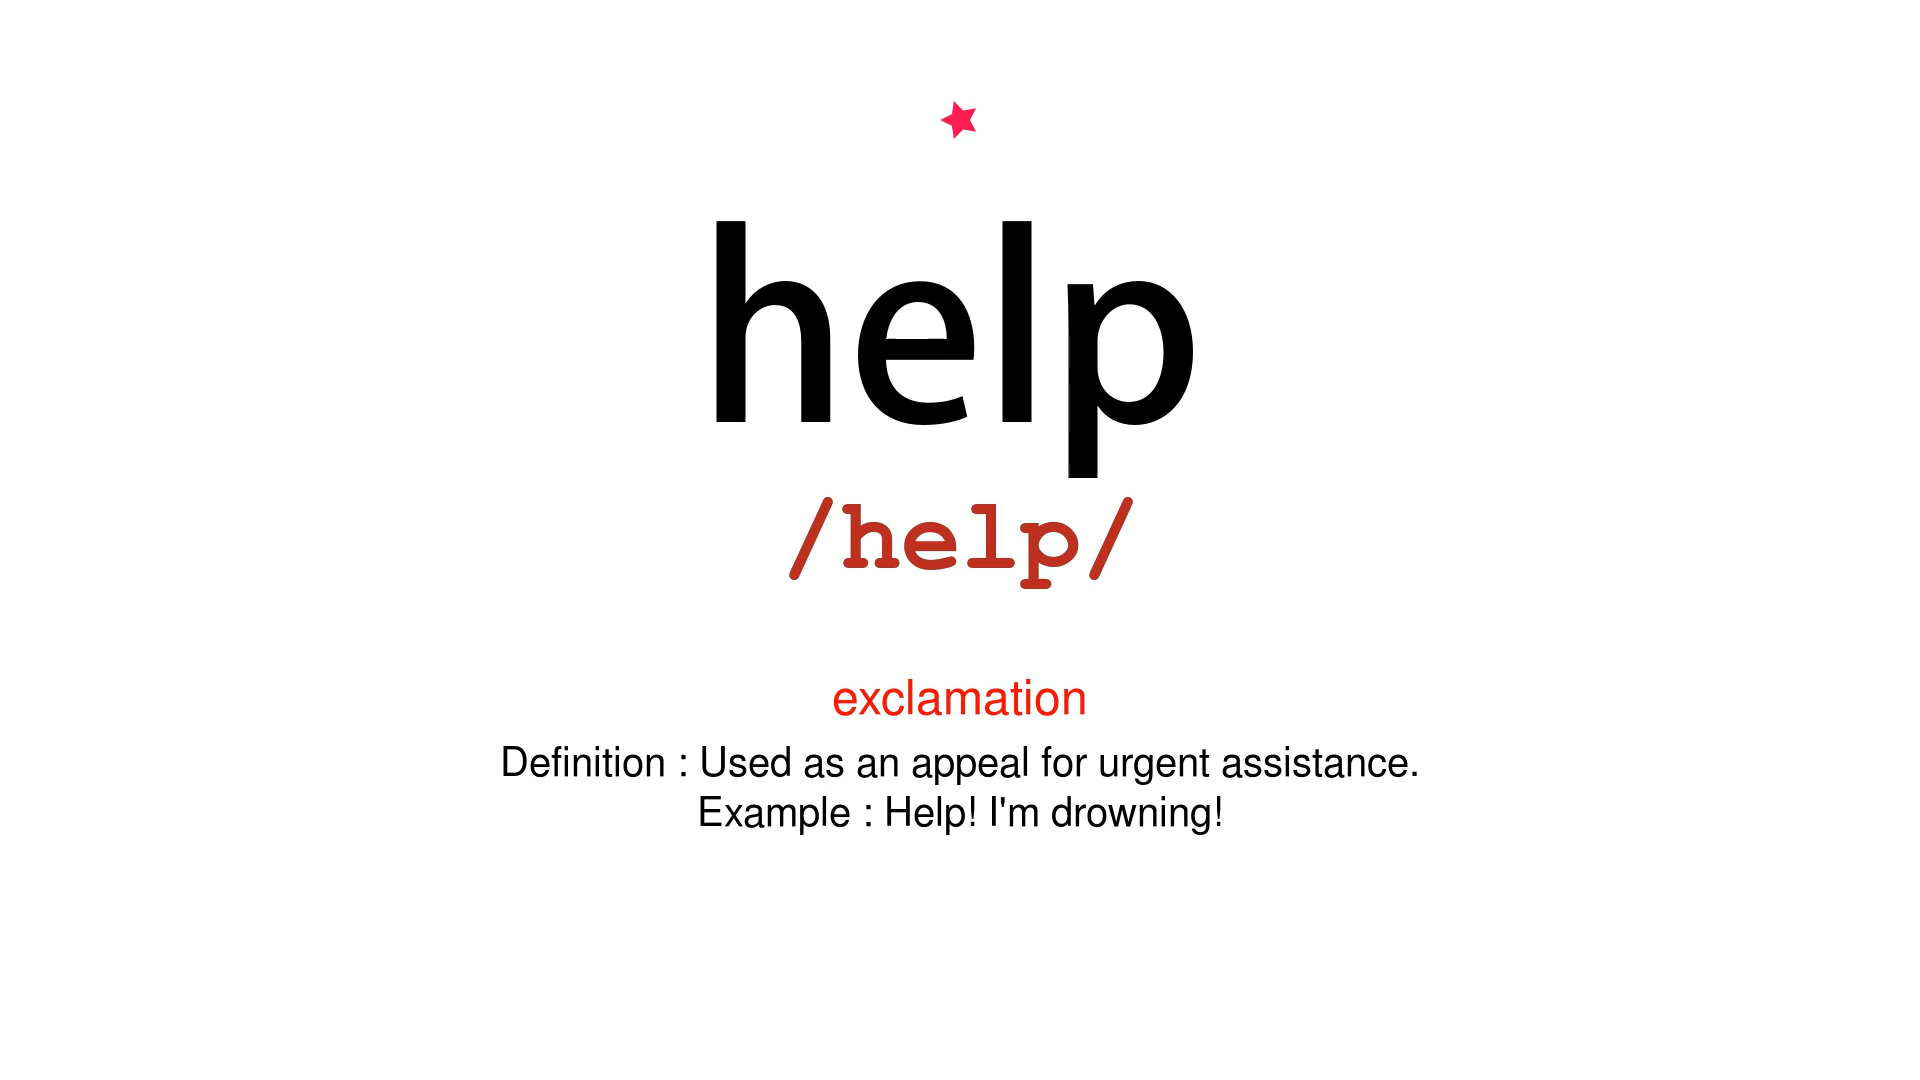 help
/help/
exclamation
Definition : Used as an appeal for urgent assistance.
Example : Help! I'm drowning!